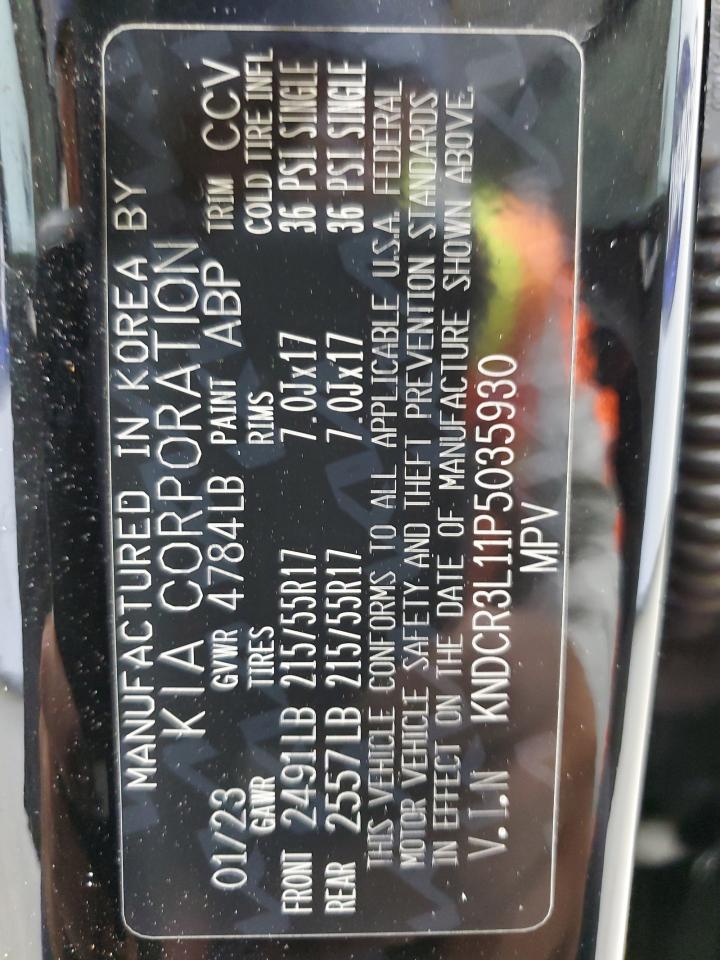 MANUFACTURED IN KOREA BY
KIA CORPORATION
01/23 GVWR 4784LB PAINT ABP TRIM CCV
GAWR TIRES RIMS COLD TIRE INFL
FRONT 2491LB 215/55R17 7.0Jx17 36 PSI SINGLE
REAR 2557LB 215/55R17 7.0Jx17 36 PSI SINGLE
THIS VEHICLE CONFORMS TO ALL APPLICABLE U.S.A. FEDERAL
MOTOR VEHICLE SAFETY AND THEFT PREVENTION STANDARDS
IN EFFECT ON THE DATE OF MANUFACTURE SHOWN ABOVE.
V.I.N KNDCR3L11P5035930
MPV